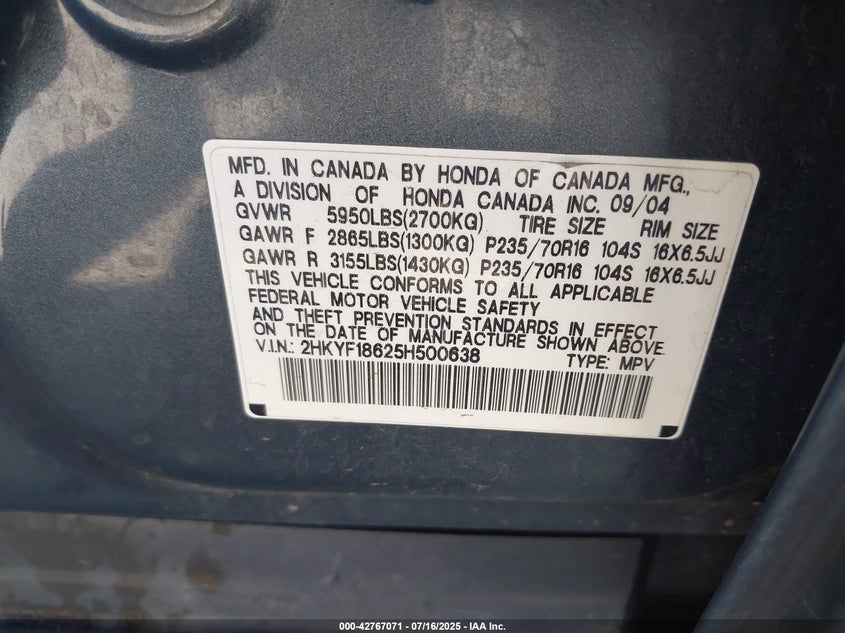 MFD. IN CANADA BY HONDA OF CANADA MFG.,
A DIVISION OF HONDA CANADA INC. 09/04
GVWR 5950LBS(2700KG) TIRE SIZE RIM SIZE
GAWR F 2865LBS(1300KG) P235/70R16 104S 16X6.5JJ
GAWR R 3155LBS(1430KG) P235/70R16 104S 16X6.5JJ
THIS VEHICLE CONFORMS TO ALL APPLICABLE
FEDERAL MOTOR VEHICLE SAFETY
AND THEFT PREVENTION STANDARDS IN EFFECT
ON THE DATE OF MANUFACTURE SHOWN ABOVE.
V.I.N.: 2HKYF18625H500638 TYPE: MPV
000-42767071 - 07/16/2025 - IAA Inc.